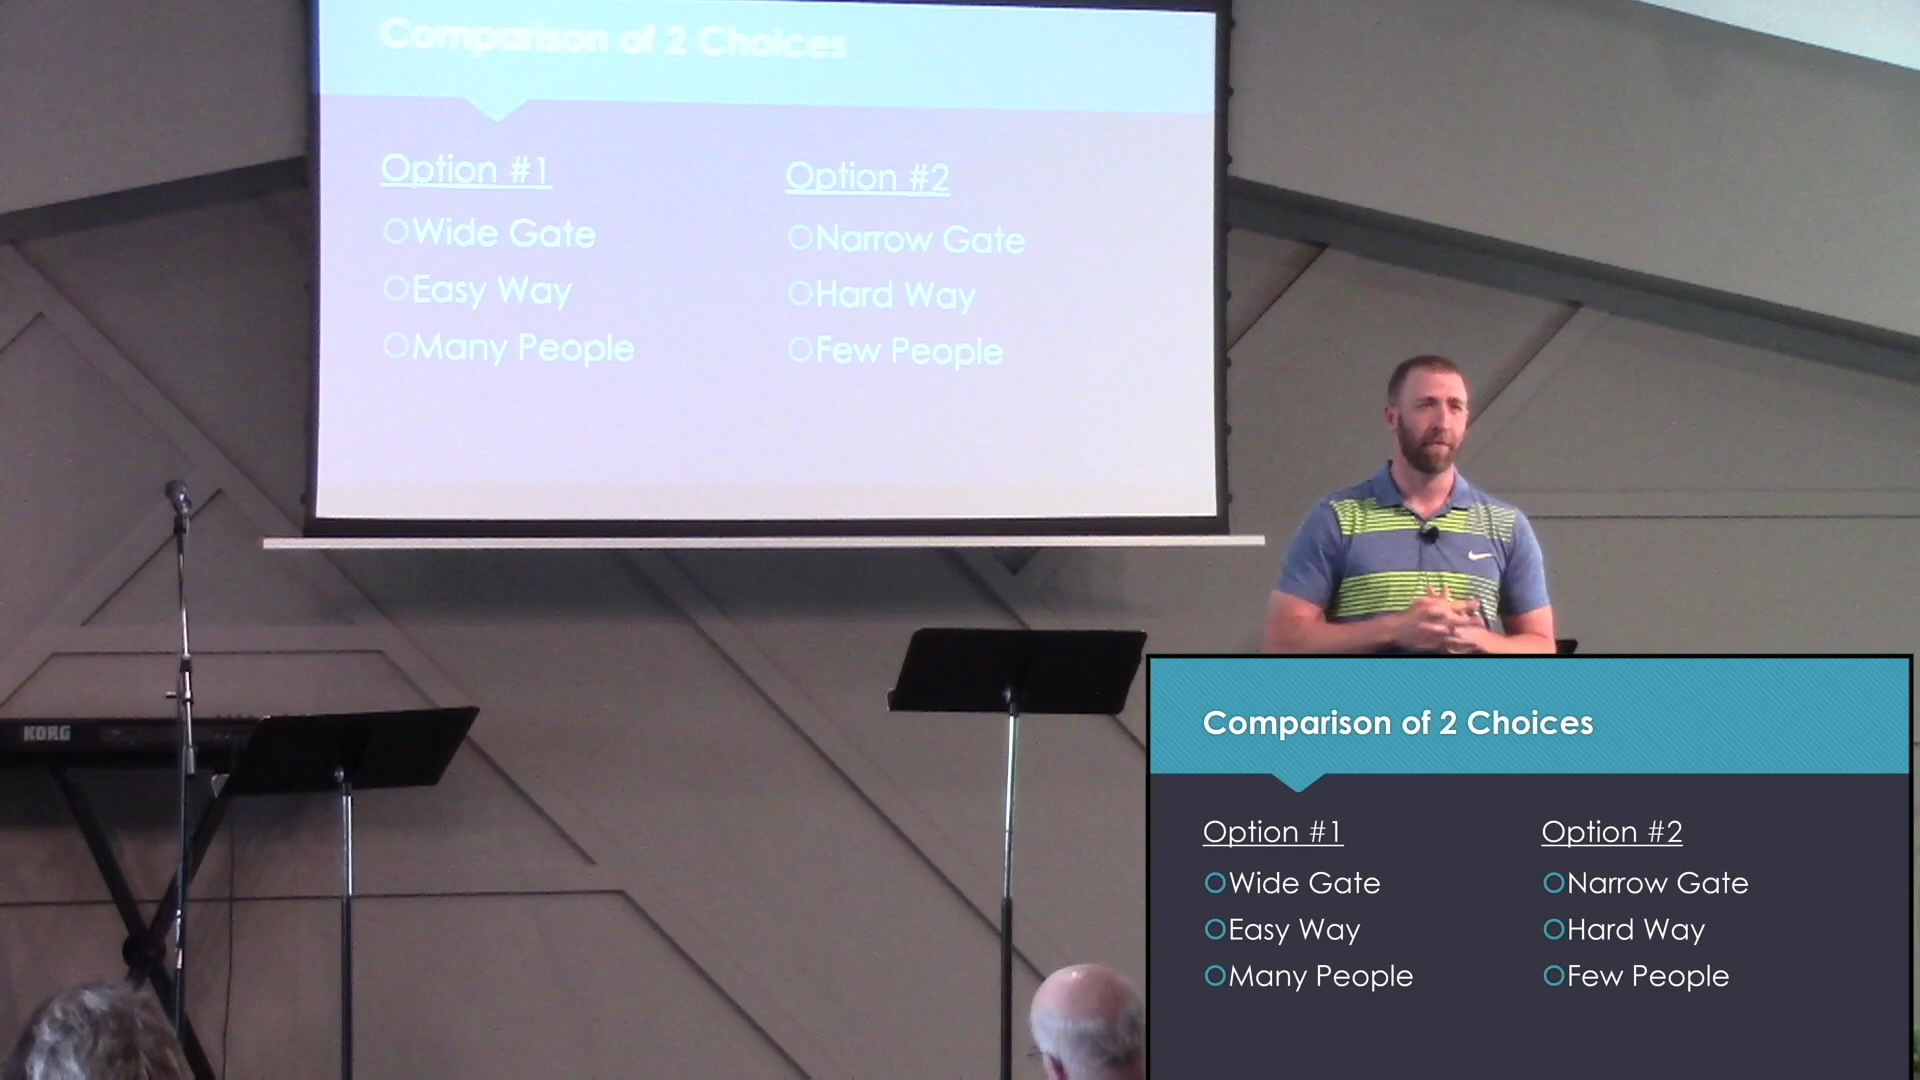 Comparison of 2 Choices
Option #1
Wide Gate
Easy Way
Many People
Option #2
Narrow Gate
Hard Way
Few People
KORG
Comparison of 2 Choices
Option #1
Wide Gate
Easy Way
Many People
Option #2
Narrow Gate
Hard Way
Few People